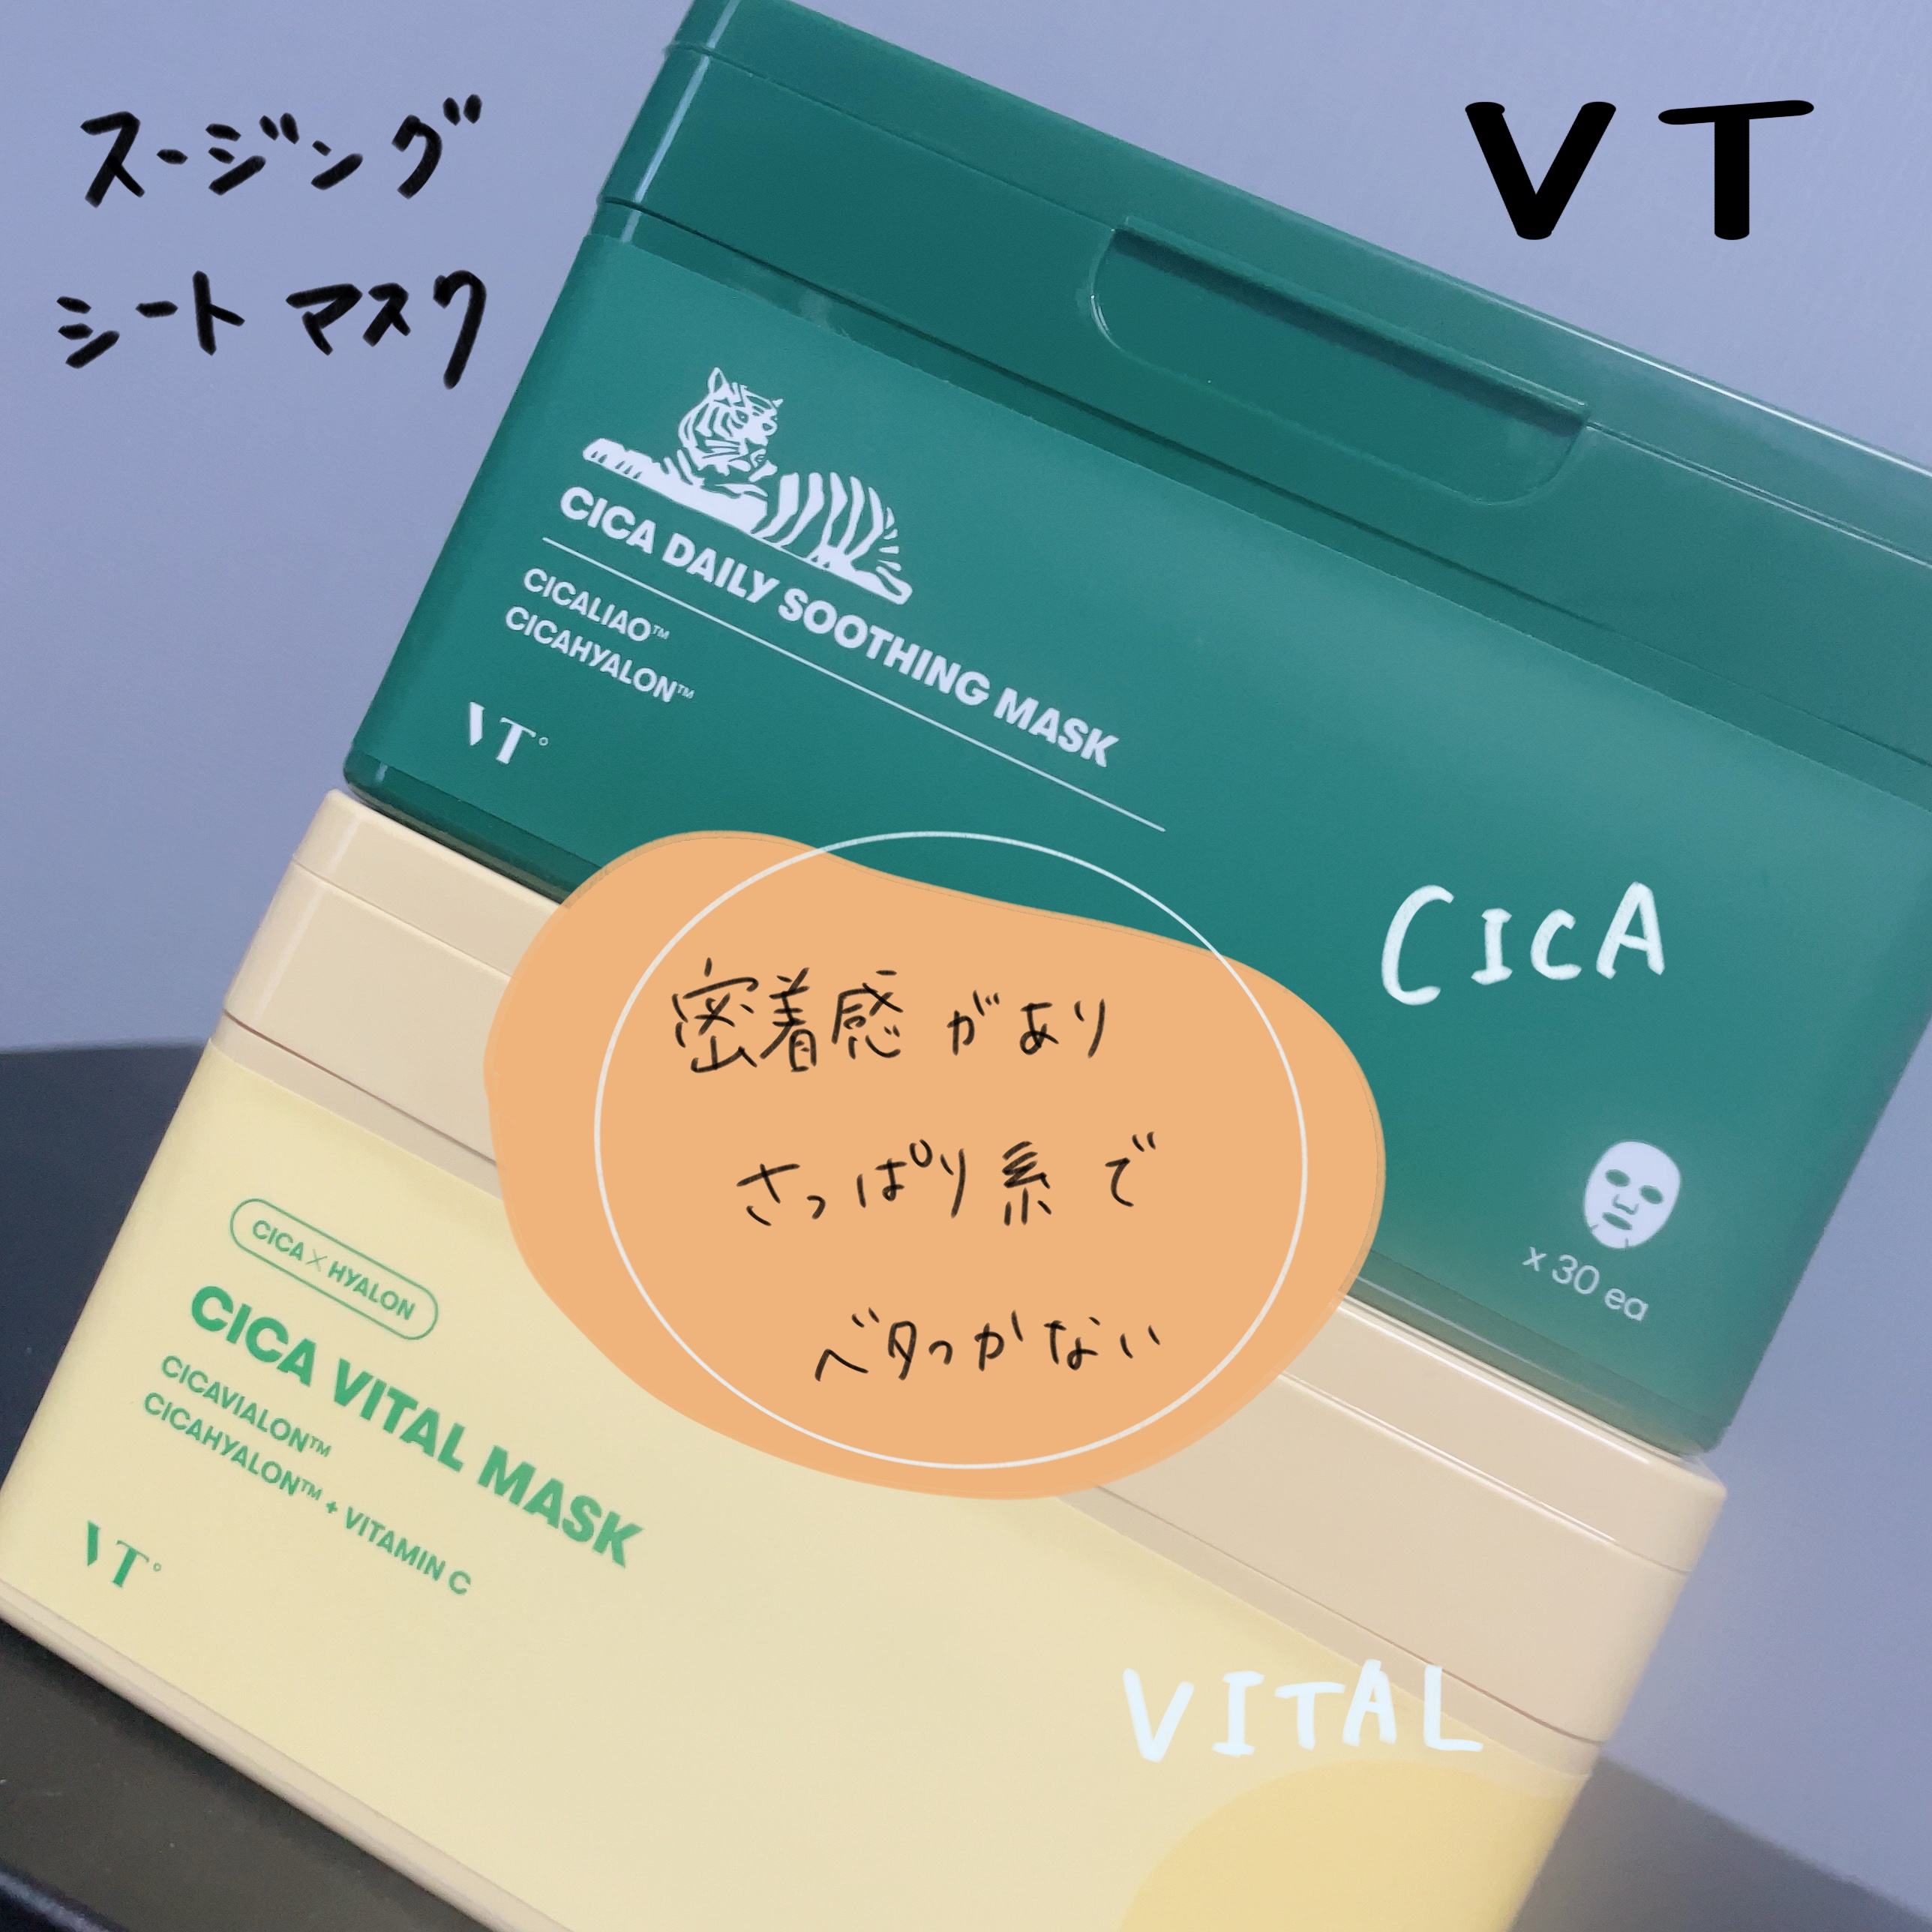 スージング
シートマスク
VT
CICA DAILY SOOTHING MASK
CICALIAO™
CICAHYALON™
VT
CICA
x 30 ea
密着感があり
さっぱり系で
ベタつかない
CICA×HYALON
CICA VITAL MASK
CICAVIALON™
CICAHYALON™ + VITAMIN C
VT
VITAL